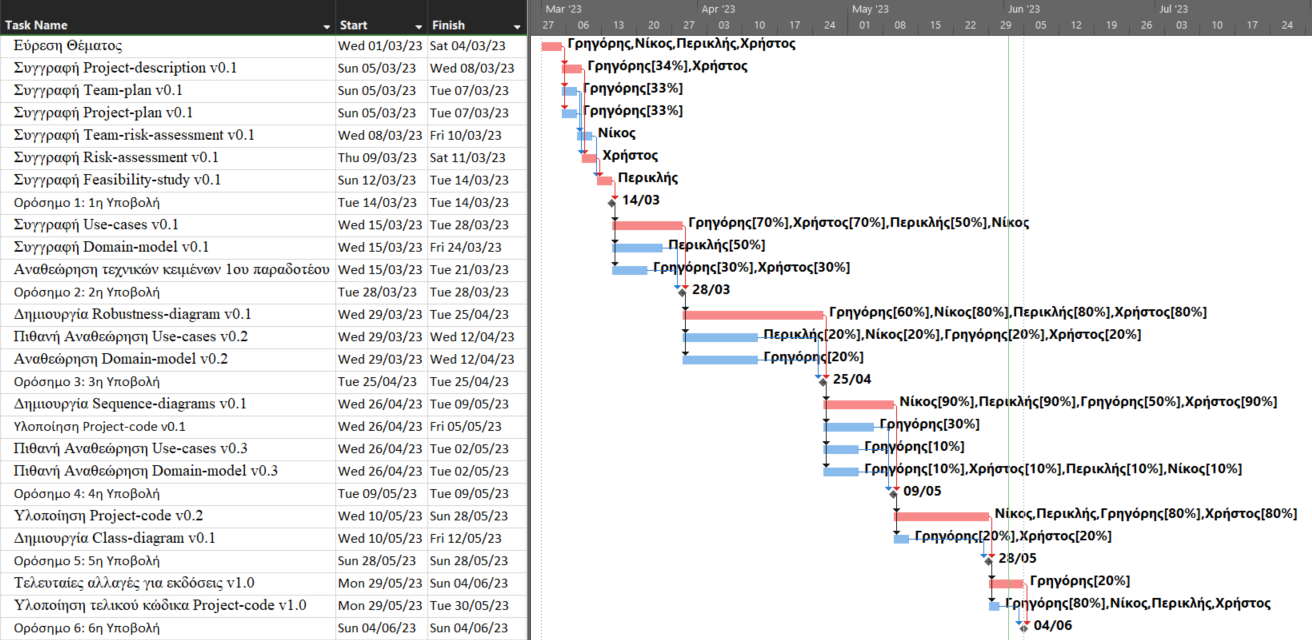 Task Name Start Finish Mar '23 Apr '23 May '23 Jun '23 Jul '23
27 06 13 20 27 03 10 17 24 01 08 15 22 29 05 12 19 26 03 10 17 24
Εύρεση Θέματος Wed 01/03/23 Sat 04/03/23 Γρηγόρης,Νίκος,Περικλής,Χρήστος
Συγγραφή Project-description v0.1 Sun 05/03/23 Wed 08/03/23 Γρηγόρης[34%],Χρήστος
Συγγραφή Team-plan v0.1 Sun 05/03/23 Tue 07/03/23 Γρηγόρης[33%]
Συγγραφή Project-plan v0.1 Sun 05/03/23 Tue 07/03/23 Γρηγόρης[33%]
Συγγραφή Team-risk-assessment v0.1 Wed 08/03/23 Fri 10/03/23 Νίκος
Συγγραφή Risk-assessment v0.1 Thu 09/03/23 Sat 11/03/23 Χρήστος
Συγγραφή Feasibility-study v0.1 Sun 12/03/23 Tue 14/03/23 Περικλής
Ορόσημο 1: 1η Υποβολή Tue 14/03/23 Tue 14/03/23 14/03
Συγγραφή Use-cases v0.1 Wed 15/03/23 Tue 28/03/23 Γρηγόρης[70%],Χρήστος[70%],Περικλής[50%],Νίκος
Συγγραφή Domain-model v0.1 Wed 15/03/23 Fri 24/03/23 Περικλής[50%]
Αναθεώρηση τεχνικών κειμένων 1ου παραδοτέου Wed 15/03/23 Tue 21/03/23 Γρηγόρης[30%],Χρήστος[30%]
Ορόσημο 2: 2η Υποβολή Tue 28/03/23 Tue 28/03/23 28/03
Δημιουργία Robustness-diagram v0.1 Wed 29/03/23 Tue 25/04/23 Γρηγόρης[60%],Νίκος[80%],Περικλής[80%],Χρήστος[80%]
Πιθανή Αναθεώρηση Use-cases v0.2 Wed 29/03/23 Wed 12/04/23 Περικλής[20%],Νίκος[20%],Γρηγόρης[20%],Χρήστος[20%]
Αναθεώρηση Domain-model v0.2 Wed 29/03/23 Wed 12/04/23 Γρηγόρης[20%]
Ορόσημο 3: 3η Υποβολή Tue 25/04/23 Tue 25/04/23 25/04
Δημιουργία Sequence-diagrams v0.1 Wed 26/04/23 Tue 09/05/23 Νίκος[90%],Περικλής[90%],Γρηγόρης[50%],Χρήστος[90%]
Υλοποίηση Project-code v0.1 Wed 26/04/23 Fri 05/05/23 Γρηγόρης[30%]
Πιθανή Αναθεώρηση Use-cases v0.3 Wed 26/04/23 Tue 02/05/23 Γρηγόρης[10%]
Πιθανή Αναθεώρηση Domain-model v0.3 Wed 26/04/23 Tue 02/05/23 Γρηγόρης[10%],Χρήστος[10%],Περικλής[10%],Νίκος[10%]
Ορόσημο 4: 4η Υποβολή Tue 09/05/23 Tue 09/05/23 09/05
Υλοποίηση Project-code v0.2 Wed 10/05/23 Sun 28/05/23 Νίκος,Περικλής,Γρηγόρης[80%],Χρήστος[80%]
Δημιουργία Class-diagram v0.1 Wed 10/05/23 Fri 12/05/23 Γρηγόρης[20%],Χρήστος[20%]
Ορόσημο 5: 5η Υποβολή Sun 28/05/23 Sun 28/05/23 28/05
Τελευταίες αλλαγές για εκδόσεις v1.0 Mon 29/05/23 Sun 04/06/23 Γρηγόρης[20%]
Υλοποίηση τελικού κώδικα Project-code v1.0 Mon 29/05/23 Tue 30/05/23 Γρηγόρης[80%],Νίκος,Περικλής,Χρήστος
Ορόσημο 6: 6η Υποβολή Sun 04/06/23 Sun 04/06/23 04/06